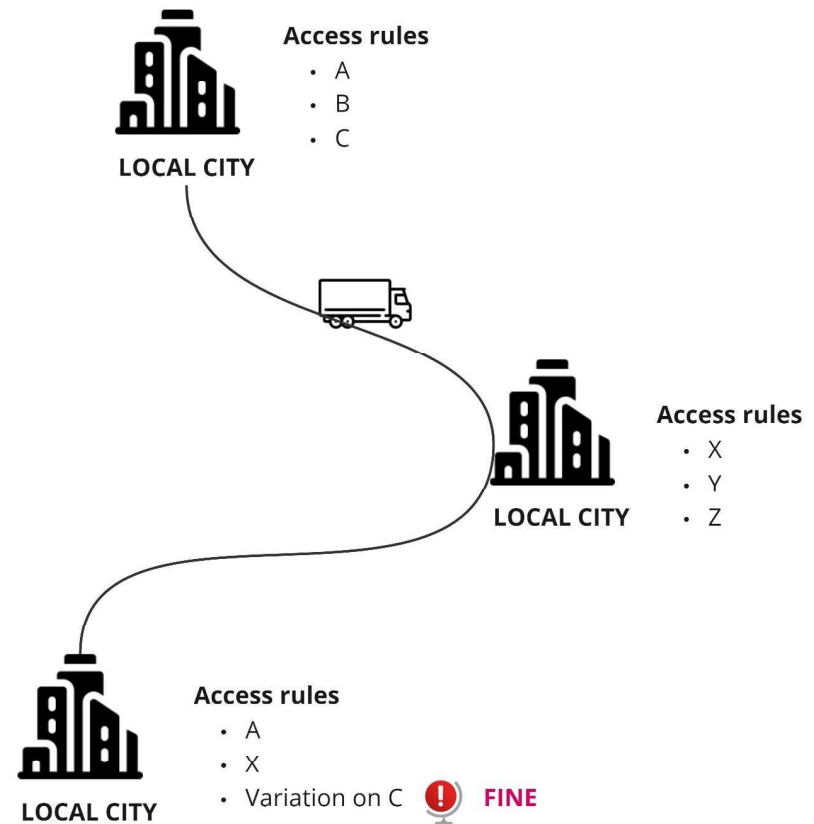 Access rules
• A
• B
• C
LOCAL CITY
Access rules
• X
• Y
• Z
LOCAL CITY
Access rules
• A
• X
• Variation on C ! FINE
LOCAL CITY